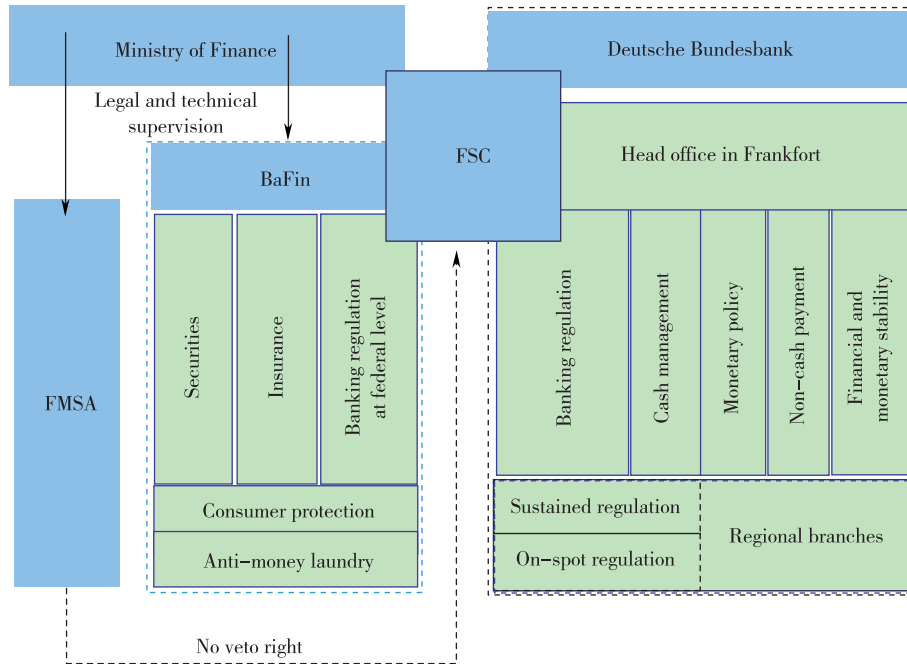 Ministry of Finance
Deutsche Bundesbank
Legal and technical
supervision
FSC
Head office in Frankfort
BaFin
FMSA
Securities
Insurance
Banking regulation
at federal level
Banking regulation
Cash management
Monetary policy
Non-cash payment
Financial and
monetary stability
Consumer protection
Anti-money laundry
Sustained regulation
On-spot regulation
Regional branches
No veto right